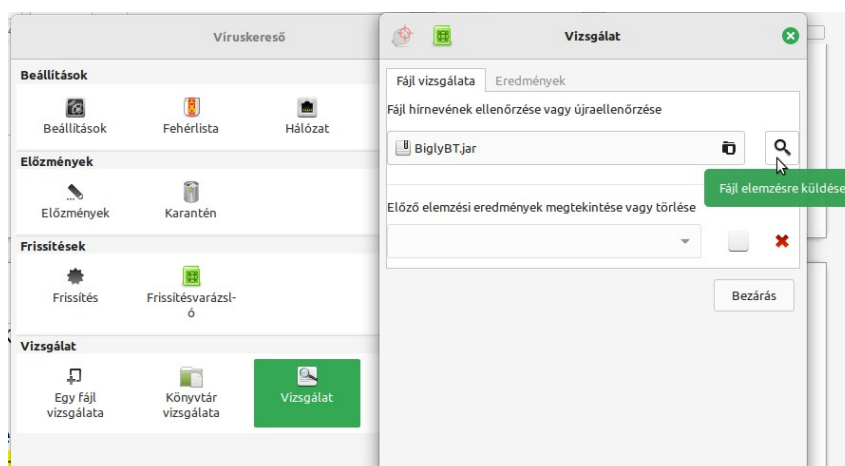 Víruskereső
Beállítások
Beállítások
Fehérlista
Hálózat
Előzmények
Előzmények
Karantén
Frissítések
Frissítés
Frissítésvarázsl-
ó
Vizsgálat
Egy fájl
vizsgálata
Könyvtár
vizsgálata
Vizsgálat
Vizsgálat
Fájl vizsgálata
Eredmények
Fájl hírnevének ellenőrzése vagy újraellenőrzése
BiglyBT.jar
Fájl elemzésre küldése
Előző elemzési eredmények megtekintése vagy törlése
Bezárás